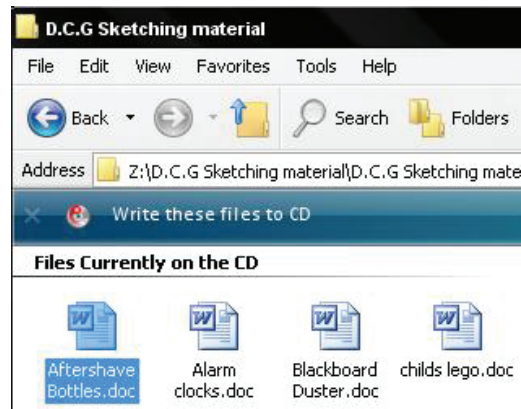 D.C.G Sketching material
File Edit View Favorites Tools Help
Back Search Folders
Address Z:\D.C.G Sketching material\D.C.G Sketching mate
Write these files to CD
Files Currently on the CD
Aftershave Bottles.doc Alarm clocks.doc Blackboard Duster.doc childs lego.doc